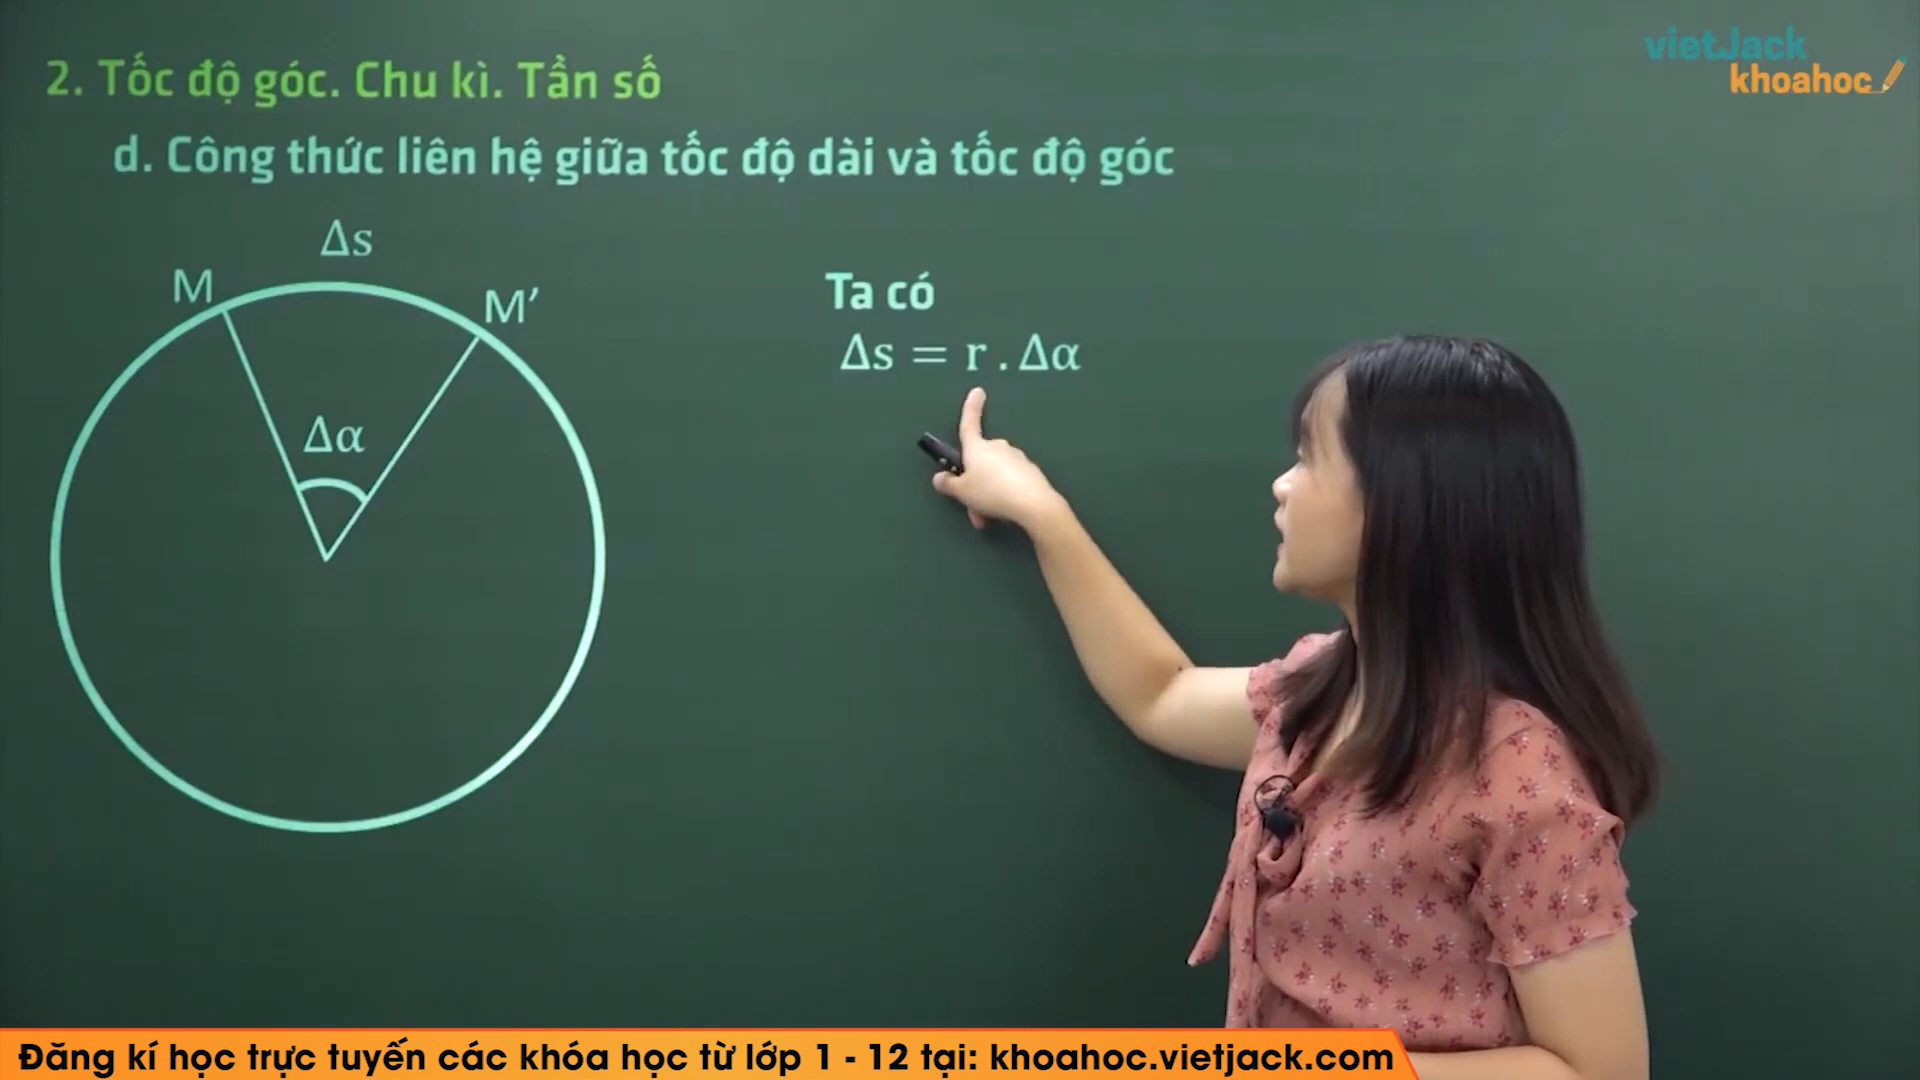 vietJack
khoahoc
2. Tốc độ góc. Chu kì. Tần số
d. Công thức liên hệ giữa tốc độ dài và tốc độ góc
Δs
M
M’
Δα
Ta có
Δs = r . Δα
Đăng kí học trực tuyến các khóa học từ lớp 1 - 12 tại: khoahoc.vietjack.com